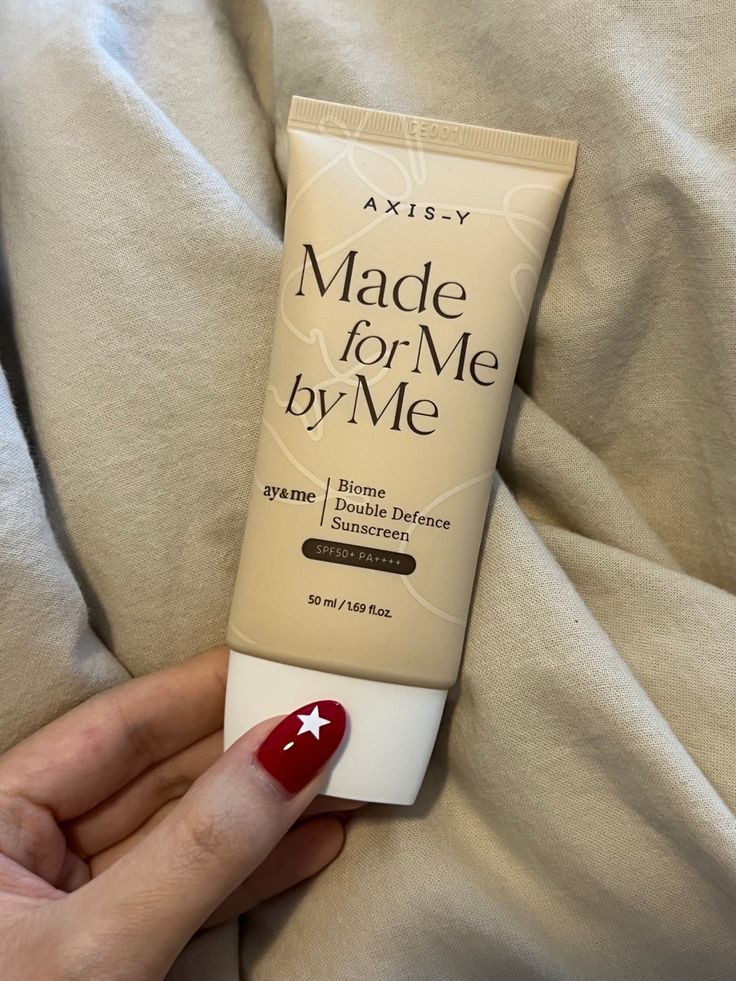 CE001
AXIS-Y
Made
for Me
by Me
ay&me
Biome
Double Defence
Sunscreen
SPF50+ PA++++
50 ml / 1.69 fl.oz.